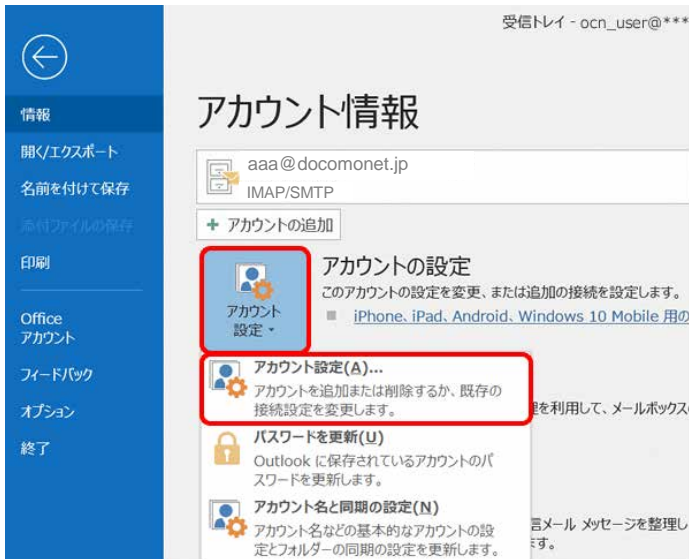 受信トレイ - ocn_user@***
情報
開く/エクスポート
名前を付けて保存
添付ファイルの保存
印刷
Office
アカウント
フィードバック
オプション
終了
アカウント情報
aaa@docomonet.jp
IMAP/SMTP
+ アカウントの追加
アカウント
設定
アカウントの設定
このアカウントの設定を変更、または追加の接続を設定します。
iPhone、iPad、Android、Windows 10 Mobile 用の
アカウント設定(A)...
アカウントを追加または削除するか、既存の
接続設定を変更します。
を利用して、メールボックス
パスワードを更新(U)
Outlook に保存されているアカウントのパ
スワードを更新します。
アカウント名と同期の設定(N)
アカウント名などの基本的なアカウントの設
定とフォルダーの同期の設定を更新します。
メール メッセージを整理し
す。